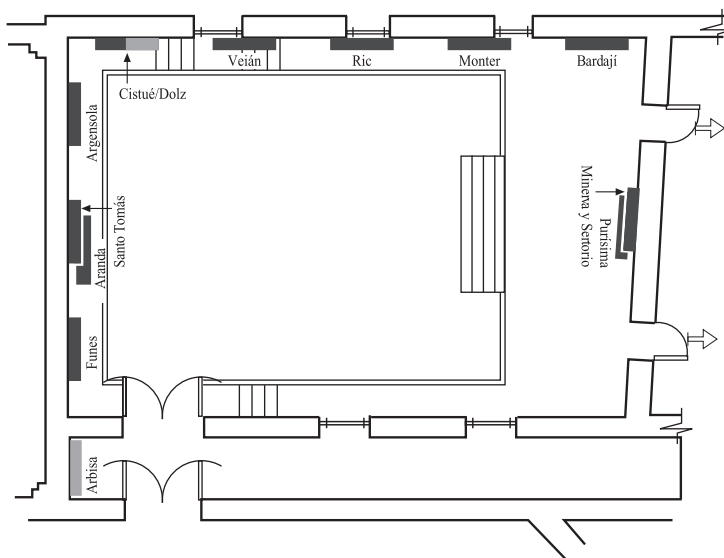 Veián
Ric
Monter
Bardají
Cistué/Dolz
Argensola
Santo Tomás
Aranda
Funes
Arbisa
Minerva y Sertorio
Purísima